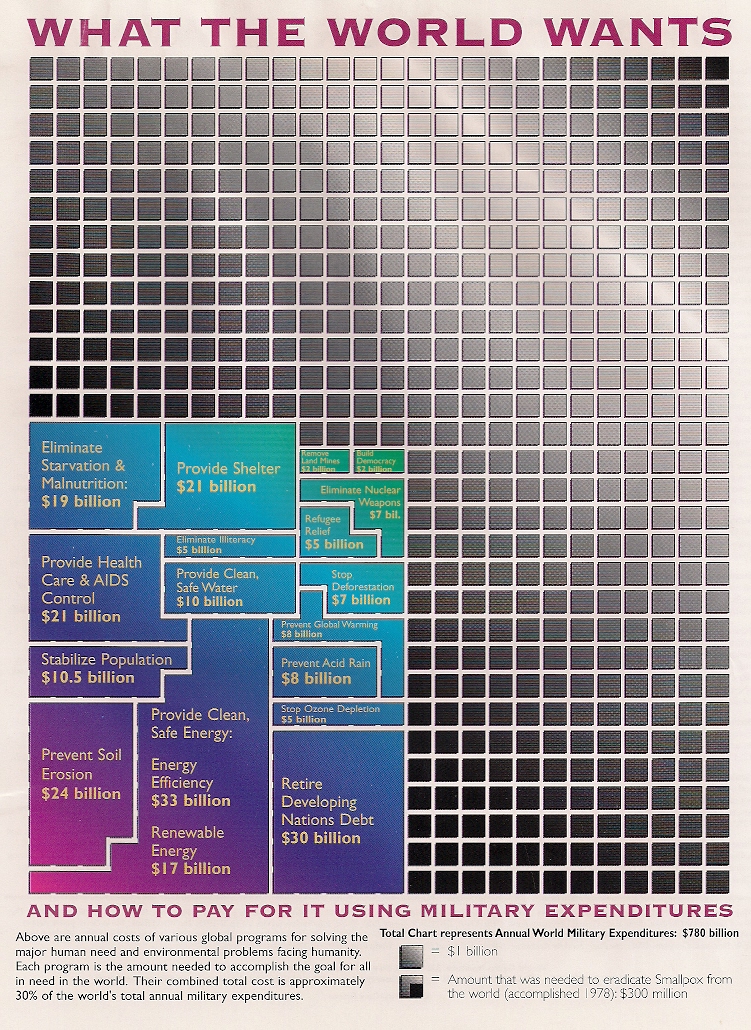 WHAT THE WORLD WANTS
Eliminate
Starvation &
Malnutrition:
$19 billion
Provide Shelter
$21 billion
Remove
Land Mines
$2 billion
Build
Democracy
$2 billion
Eliminate Nuclear
Weapons
$7 bil.
Refugee
Relief
$5 billion
Eliminate Illiteracy
$5 billion
Provide Health
Care & AIDS
Control
$21 billion
Provide Clean,
Safe Water
$10 billion
Stop
Deforestation
$7 billion
Prevent Global Warming
$8 billion
Stabilize Population
$10.5 billion
Prevent Acid Rain
$8 billion
Stop Ozone Depletion
$5 billion
Prevent Soil
Erosion
$24 billion
Provide Clean,
Safe Energy:
Energy
Efficiency
$33 billion
Renewable
Energy
$17 billion
Retire
Developing
Nations Debt
$30 billion
AND HOW TO PAY FOR IT USING MILITARY EXPENDITURES
Above are annual costs of various global programs for solving the
major human need and environmental problems facing humanity.
Each program is the amount needed to accomplish the goal for all
in need in the world. Their combined total cost is approximately
30% of the world's total annual military expenditures.
Total Chart represents Annual World Military Expenditures: $780 billion
= $1 billion
= Amount that was needed to eradicate Smallpox from
the world (accomplished 1978): $300 million